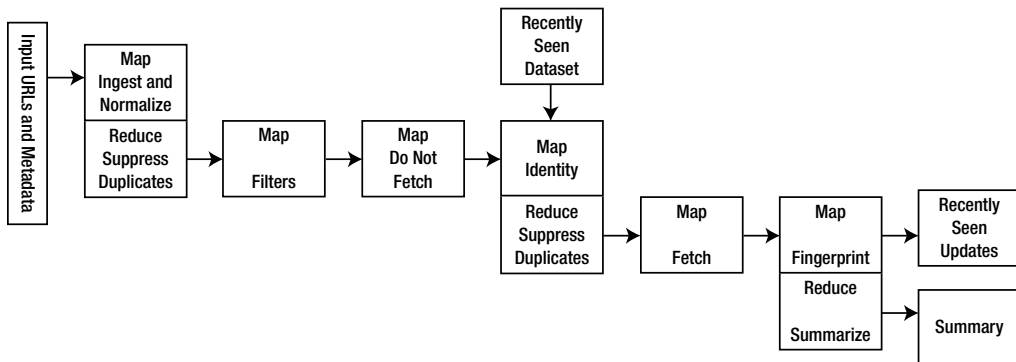 Input URLs and Metadata
Map
Ingest and
Normalize
Reduce
Suppress
Duplicates
Map
Filters
Map
Do Not
Fetch
Recently
Seen
Dataset
Map
Identity
Reduce
Suppress
Duplicates
Map
Fetch
Map
Fingerprint
Reduce
Summarize
Recently
Seen
Updates
Summary